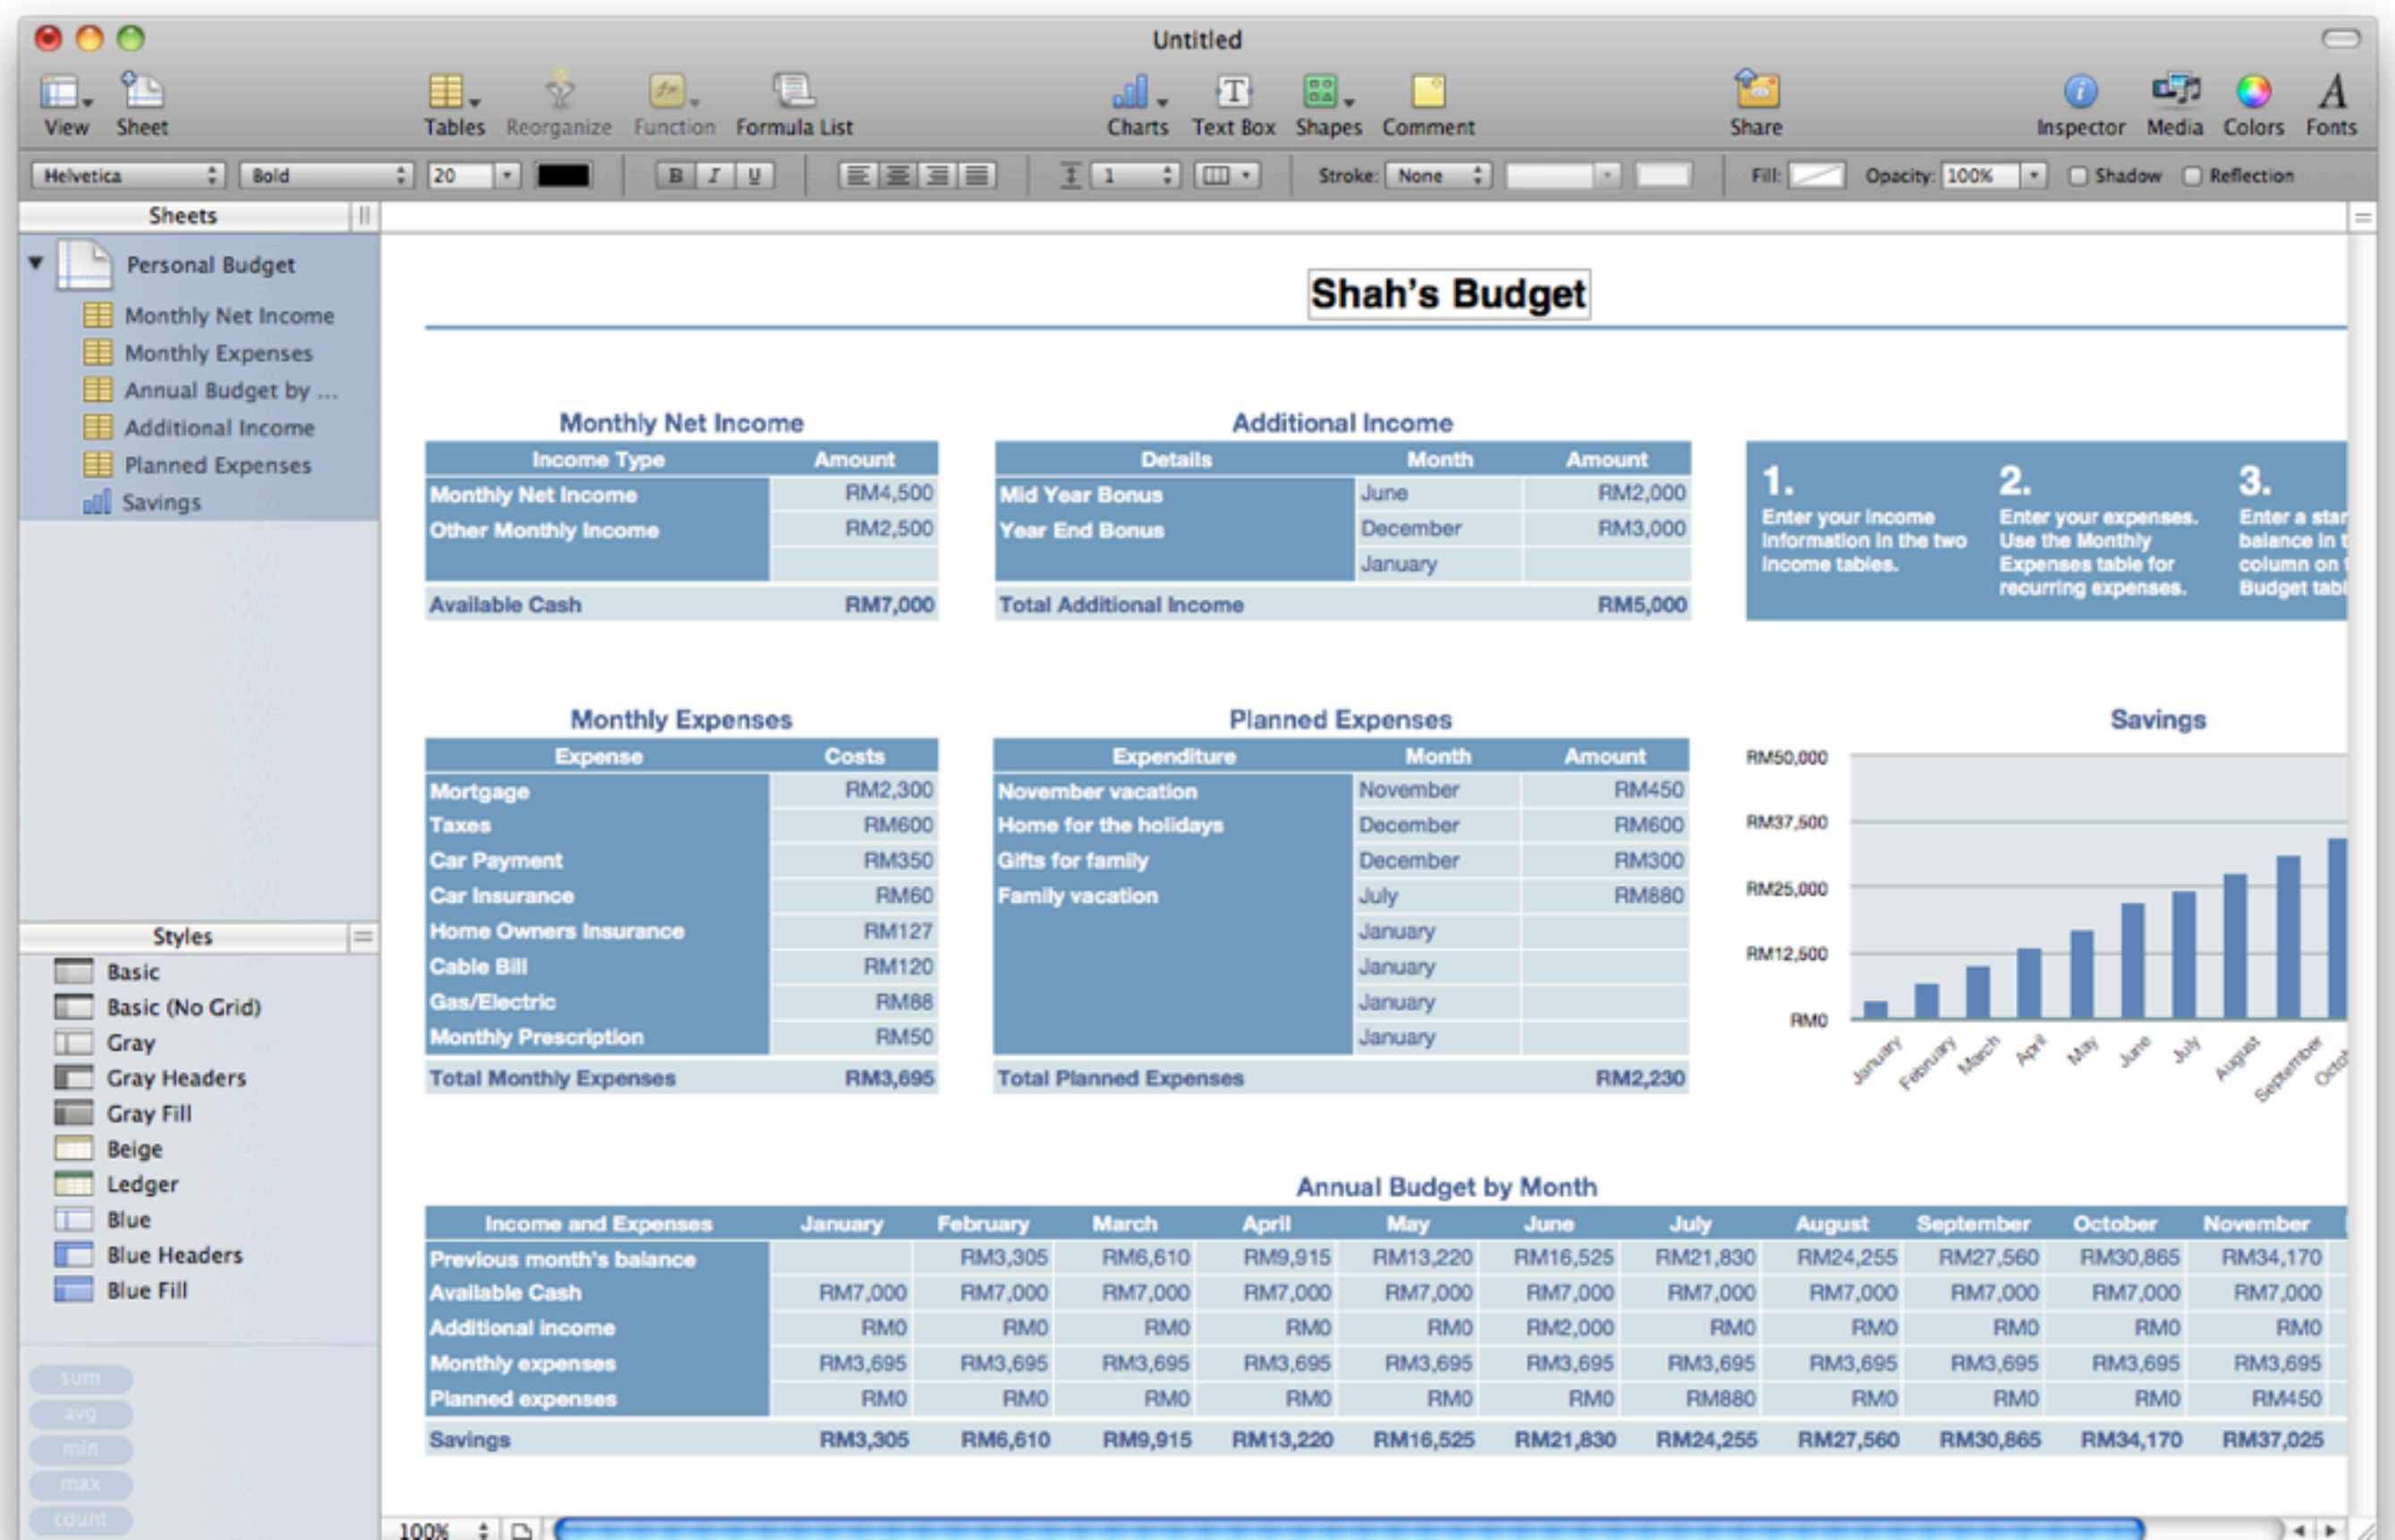 Untitled
View Sheet Tables Reorganize Function Formula List Charts Text Box Shapes Comment Share Inspector Media Colors Fonts
Helvetica Bold 20 B I U 1 Stroke: None Fill: Opacity: 100% Shadow Reflection
Sheets
Personal Budget
Monthly Net Income
Monthly Expenses
Annual Budget by ...
Additional Income
Planned Expenses
Savings
Styles
Basic
Basic (No Grid)
Gray
Gray Headers
Gray Fill
Beige
Ledger
Blue
Blue Headers
Blue Fill
sum
avg
min
max
count
Shah's Budget
Monthly Net Income
Income Type Amount
Monthly Net Income RM4,500
Other Monthly Income RM2,500
Available Cash RM7,000
Additional Income
Details Month Amount
Mid Year Bonus June RM2,000
Year End Bonus December RM3,000
January
Total Additional Income RM5,000
1.
Enter your income
information in the two
income tables.
2.
Enter your expenses.
Use the Monthly
Expenses table for
recurring expenses.
3.
Enter a star
balance in t
column on t
Budget tabl
Monthly Expenses
Expense Costs
Mortgage RM2,300
Taxes RM600
Car Payment RM350
Car Insurance RM60
Home Owners Insurance RM127
Cable Bill RM120
Gas/Electric RM88
Monthly Prescription RM50
Total Monthly Expenses RM3,695
Planned Expenses
Expenditure Month Amount
November vacation November RM450
Home for the holidays December RM600
Gifts for family December RM300
Family vacation July RM880
January
January
January
January
Total Planned Expenses RM2,230
Savings
RM50,000
RM37,500
RM25,000
RM12,500
RM0
January February March April May June July August September Octo
Annual Budget by Month
Income and Expenses January February March April May June July August September October November
Previous month's balance RM3,305 RM6,610 RM9,915 RM13,220 RM16,525 RM21,830 RM24,255 RM27,560 RM30,865 RM34,170
Available Cash RM7,000 RM7,000 RM7,000 RM7,000 RM7,000 RM7,000 RM7,000 RM7,000 RM7,000 RM7,000 RM7,000
Additional income RM0 RM0 RM0 RM0 RM0 RM2,000 RM0 RM0 RM0 RM0 RM0
Monthly expenses RM3,695 RM3,695 RM3,695 RM3,695 RM3,695 RM3,695 RM3,695 RM3,695 RM3,695 RM3,695 RM3,695
Planned expenses RM0 RM0 RM0 RM0 RM0 RM0 RM880 RM0 RM0 RM0 RM450
Savings RM3,305 RM6,610 RM9,915 RM13,220 RM16,525 RM21,830 RM24,255 RM27,560 RM30,865 RM34,170 RM37,025
100%